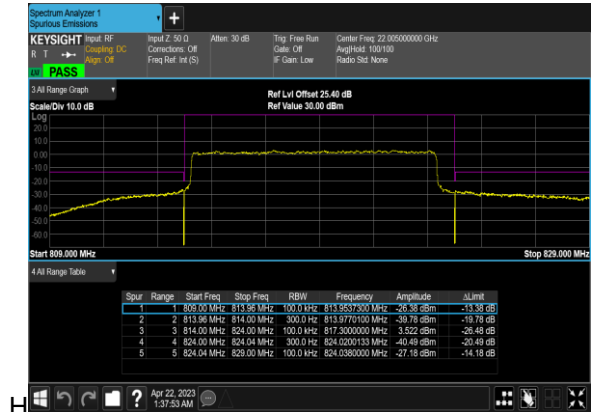 Spectrum Analyzer 1
Spurious Emissions
+
KEYSIGHT Input: RF Input Z: 50 Ω Atten: 30 dB Trig: Free Run Center Freq: 22.005000000 GHz
R T Coupling: DC Corrections: Off Gate: Off Avg|Hold: 100/100
Align: Off Freq Ref: Int (S) IF Gain: Low Radio Std: None
PASS
3 All Range Graph
Ref Lvl Offset 25.40 dB
Scale/Div 10.0 dB Ref Value 30.00 dBm
Log
20.0
10.0
0.00
-10.0
-20.0
-30.0
-40.0
-50.0
-60.0
Start 809.000 MHz Stop 829.000 MHz
4 All Range Table
Spur Range Start Freq Stop Freq RBW Frequency Amplitude ΔLimit
1 1 809.00 MHz 813.96 MHz 100.0 kHz 813.9537300 MHz -26.38 dBm -13.38 dB
2 2 813.96 MHz 814.00 MHz 300.0 Hz 813.9770100 MHz -39.78 dBm -19.78 dB
3 3 814.00 MHz 824.00 MHz 100.0 kHz 817.3000000 MHz 3.522 dBm -26.48 dB
4 4 824.00 MHz 824.04 MHz 300.0 Hz 824.0200133 MHz -40.49 dBm -20.49 dB
5 5 824.04 MHz 829.00 MHz 100.0 kHz 824.0380000 MHz -27.18 dBm -14.18 dB
H
? Apr 22, 2023
1:37:53 AM